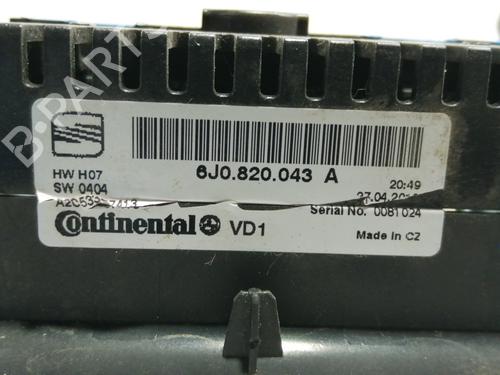 B-PARTS
6J0.820.043 A
HW H07
SW 0404
20:49
Serial No. 0081024
Continental VD1
Made in CZ